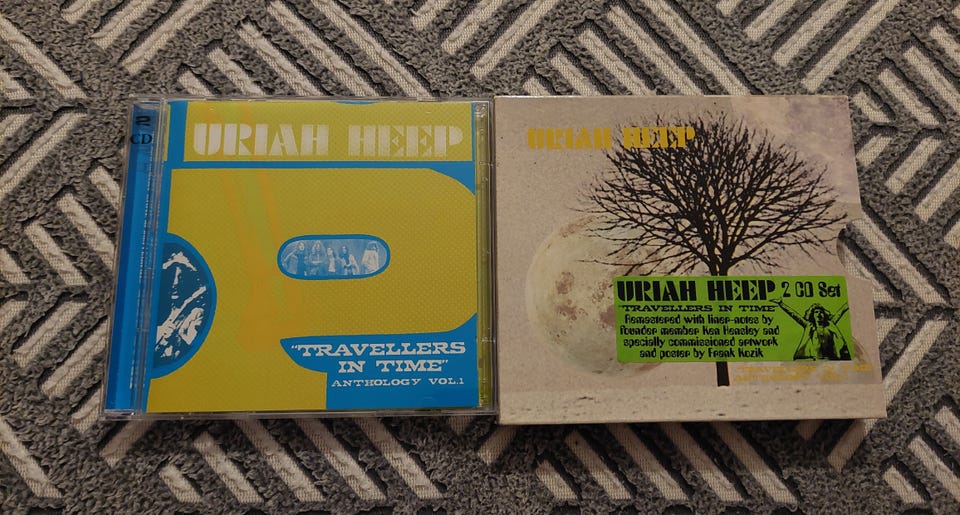 2
CD
URIAH HEEP
"TRAVELLERS
IN TIME"
ANTHOLOGY VOL.1
URIAH HEEP
URIAH HEEP 2 CD Set
"TRAVELLERS IN TIME"
Remastered with liner-notes by
founder member Ken Hensley and
specially commissioned artwork
and poster by Frank Kozik